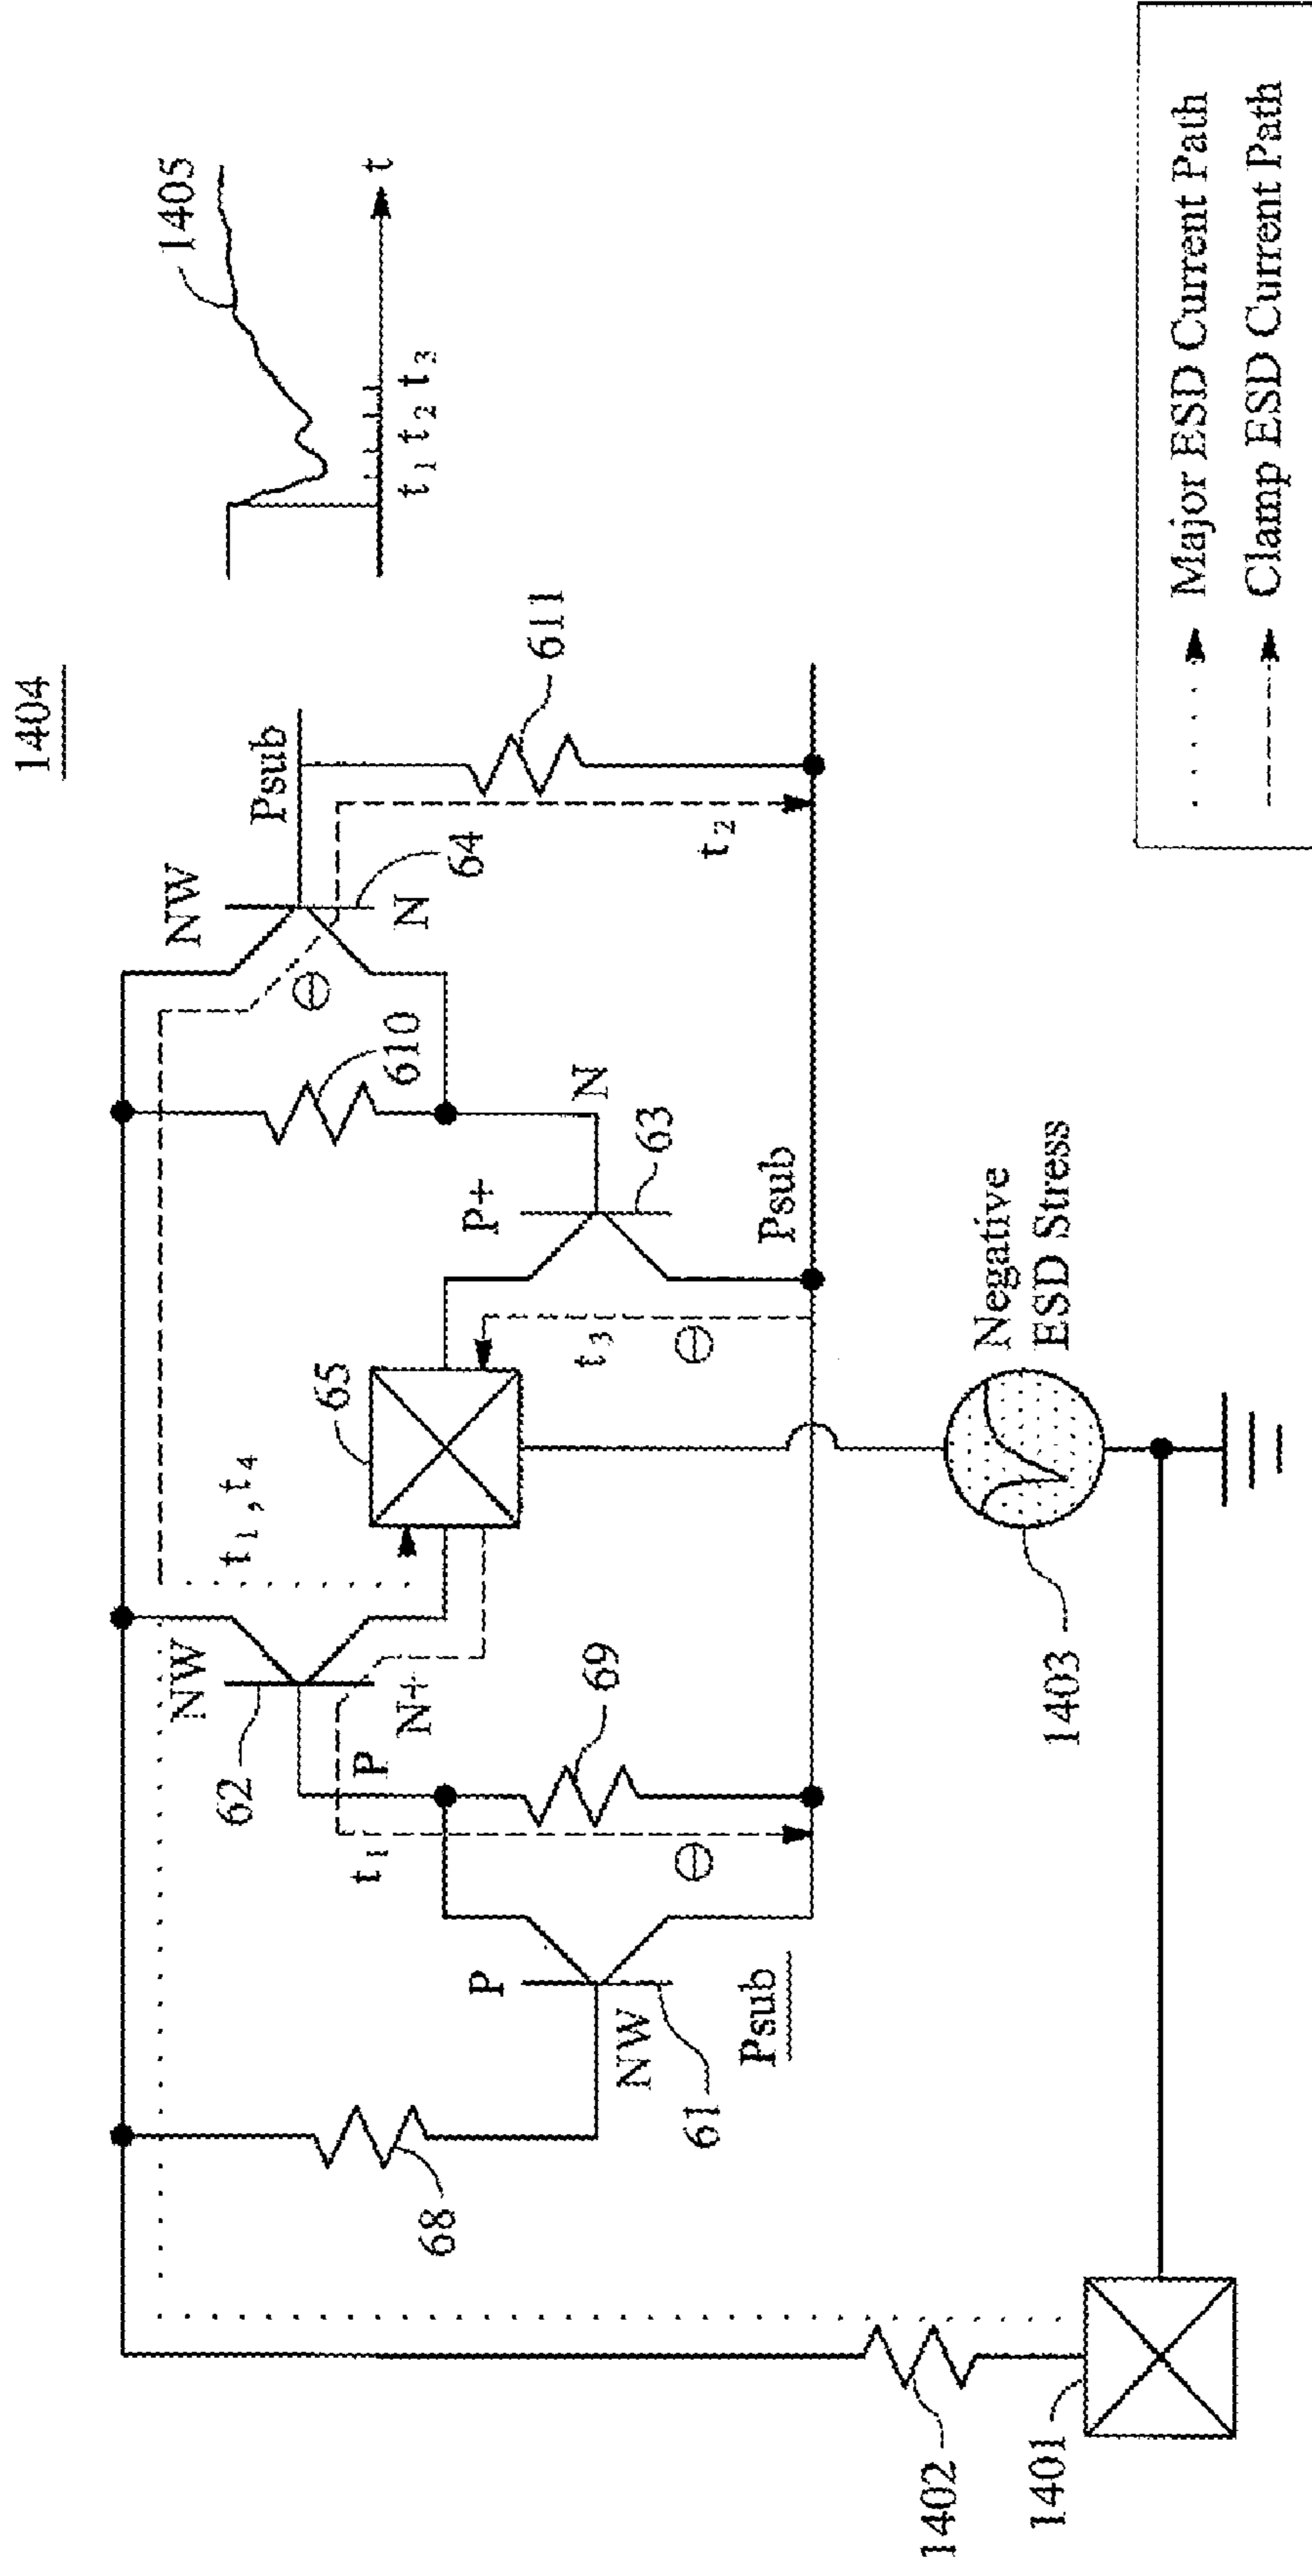 1404
1405
t
t1 t2 t3
NW
Psub
64
N
611
t2
610
N
P+
63
Psub
t3
⊖
65
t1, t4
NW
62
N+
P
t1
69
⊖
⊖
P
NW
61
Psub
68
Negative
ESD Stress
1403
1402
1401
Major ESD Current Path
Clamp ESD Current Path